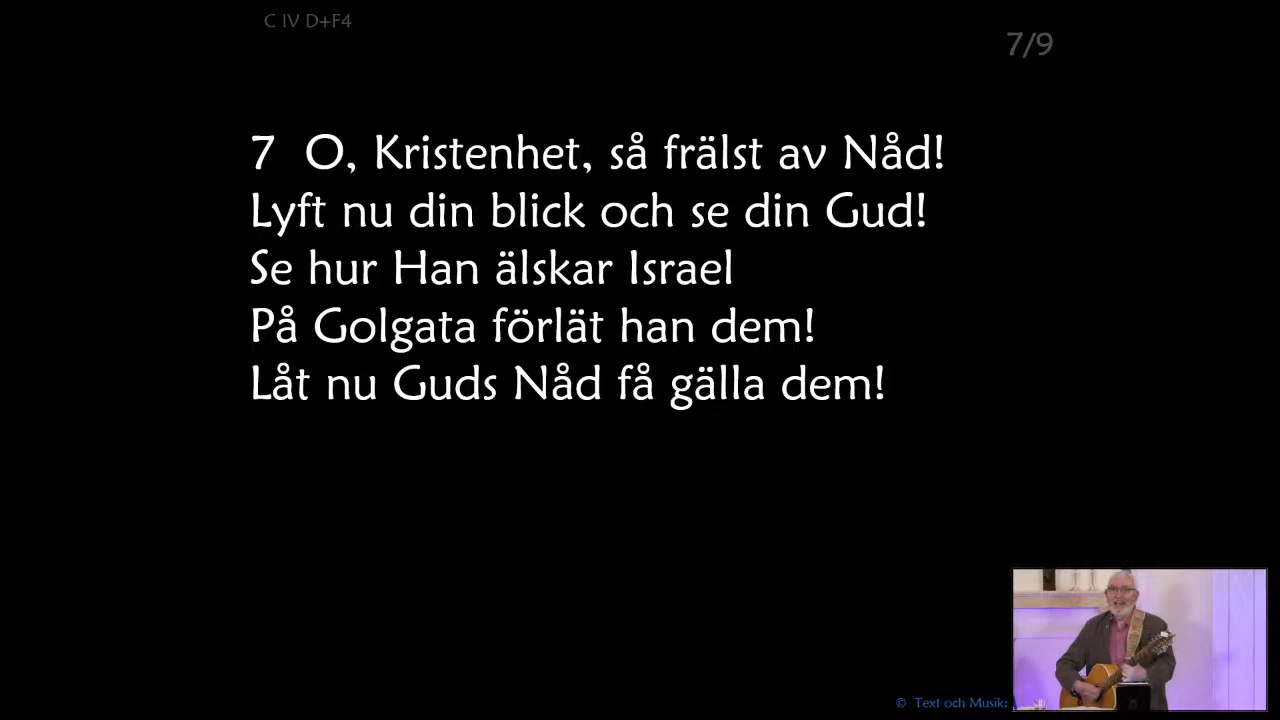 C IV D+F4
7/9
7 O, Kristenhet, så frälst av Nåd!
Lyft nu din blick och se din Gud!
Se hur Han älskar Israel
På Golgata förlät han dem!
Låt nu Guds Nåd få gälla dem!
© Text och Musik: